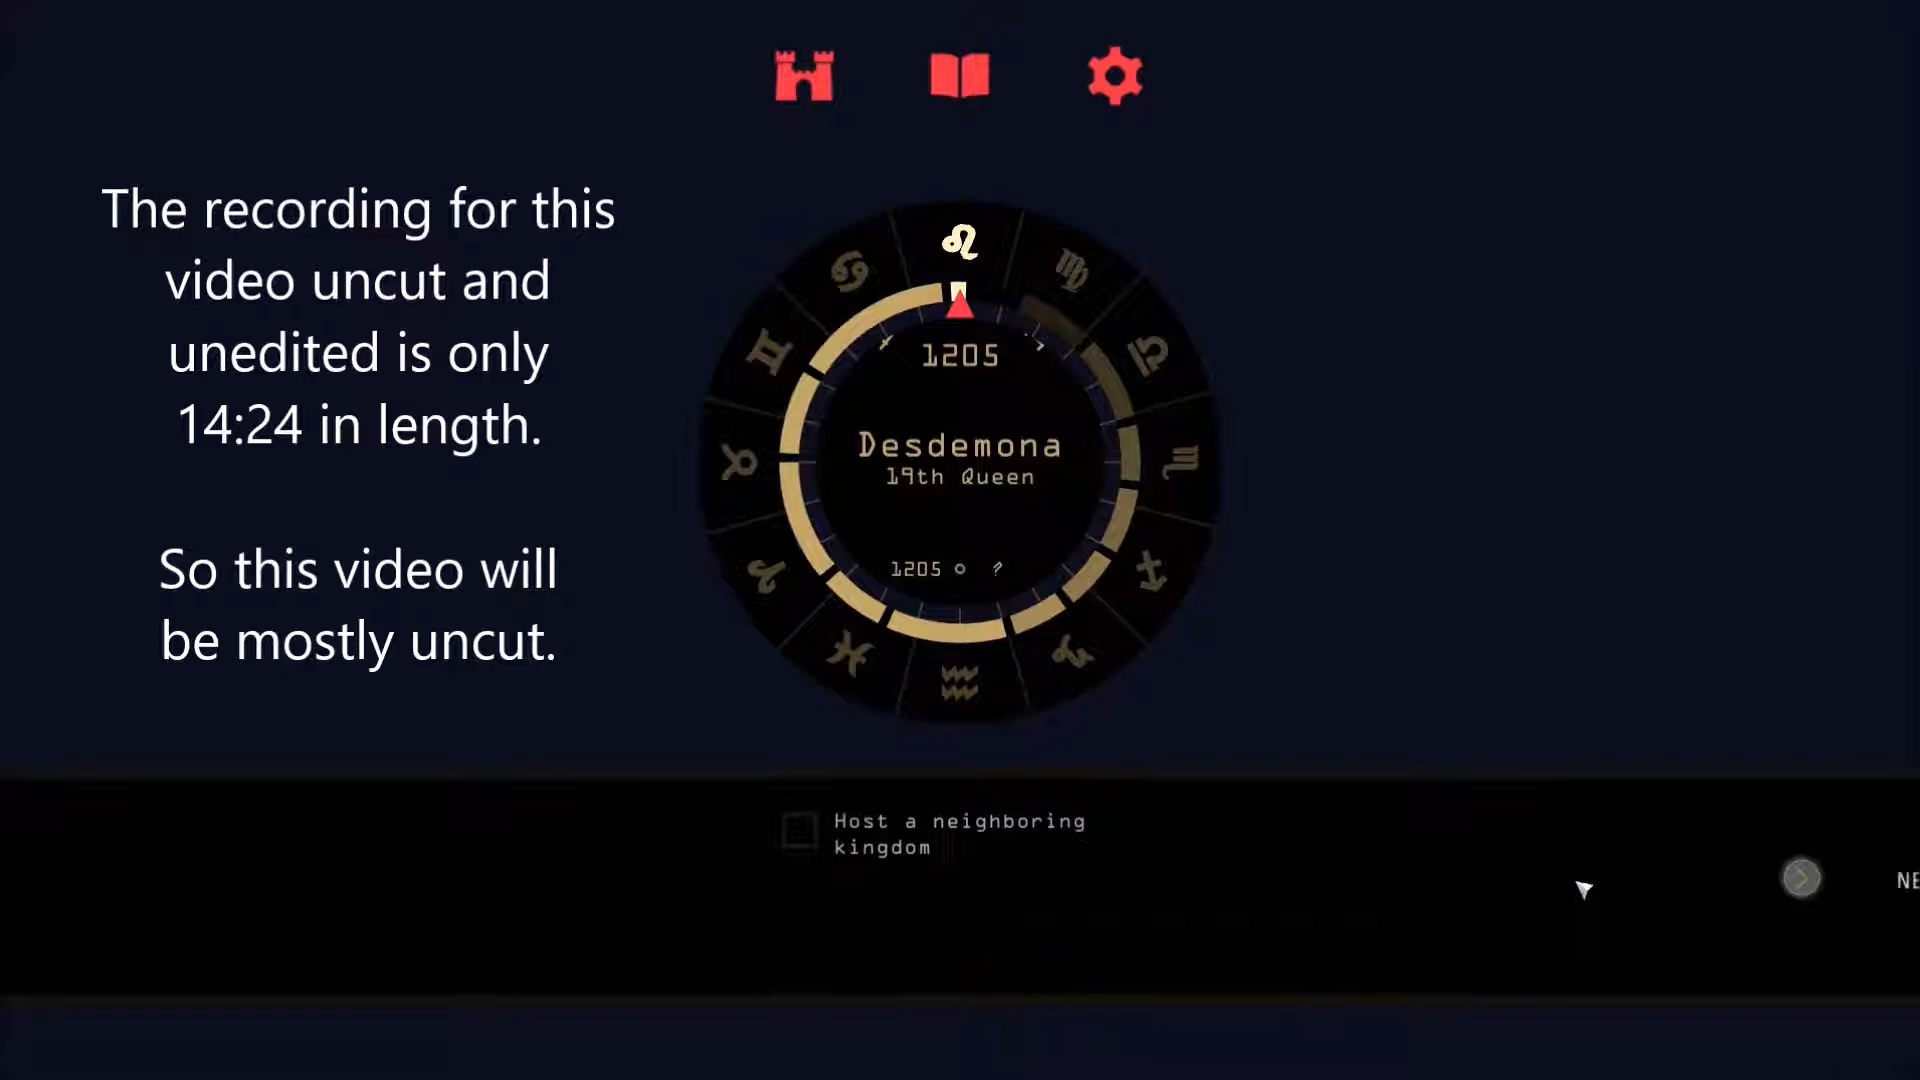 The recording for this
video uncut and
unedited is only
14:24 in length.
So this video will
be mostly uncut.
1205
Desdemona
19th Queen
1205 ?
Host a neighboring
kingdom